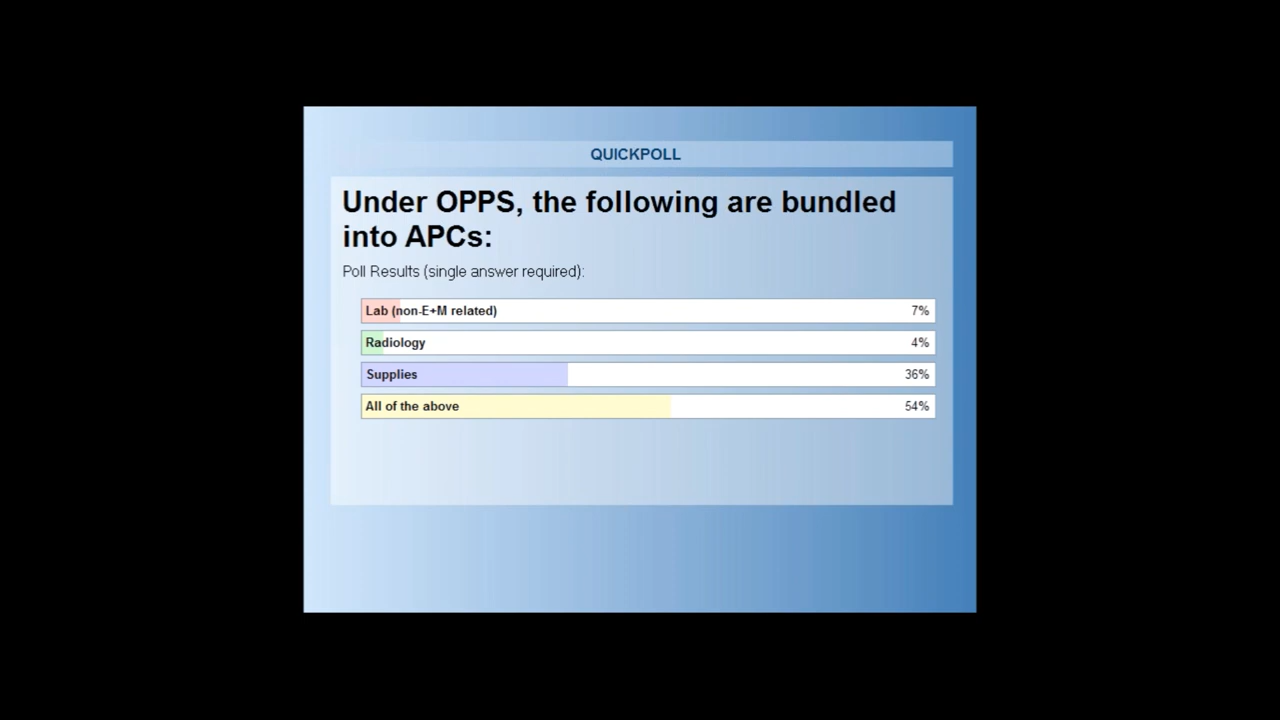 QUICKPOLL
Under OPPS, the following are bundled
into APCs:
Poll Results (single answer required):
Lab (non-E+M related) 7%
Radiology 4%
Supplies 36%
All of the above 54%